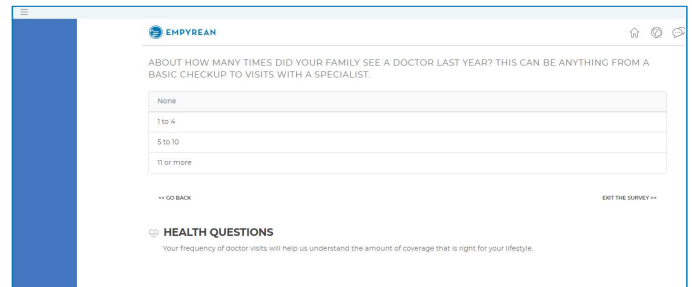 EMPYREAN
ABOUT HOW MANY TIMES DID YOUR FAMILY SEE A DOCTOR LAST YEAR? THIS CAN BE ANYTHING FROM A
BASIC CHECKUP TO VISITS WITH A SPECIALIST.
None
1 to 4
5 to 10
11 or more
<< GO BACK
EXIT THE SURVEY >>
HEALTH QUESTIONS
Your frequency of doctor visits will help us understand the amount of coverage that is right for your lifestyle.